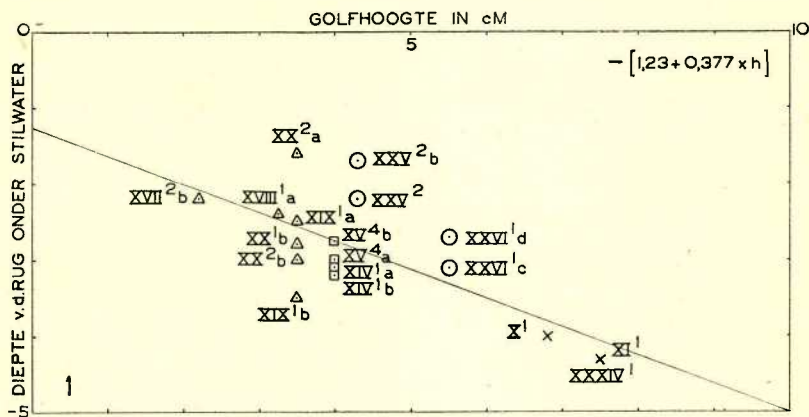 GOLFHOOGTE IN cM
0 5 10
DIEPTE v.d.RUG ONDER STILWATER
-[1,23+0,377 x h]
XX²a
XXV²b
XVII²b XVIII¹a XXV²
XIX¹a
XX¹b XV⁴b XXVI¹d
XX²b XV⁴a
XIV¹a XXVI¹c
XIV¹b
XIX¹b
X¹
XI¹
XXXIV¹
1
-5